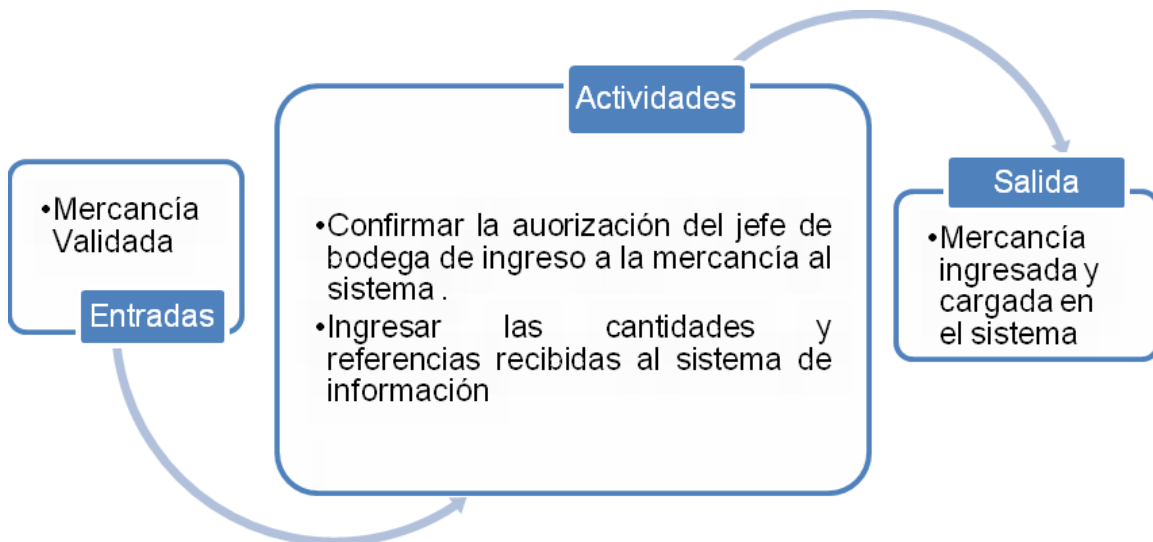 •Mercancía
Validada
Entradas
Actividades
•Confirmar la auorización del jefe de
bodega de ingreso a la mercancía al
sistema .
•Ingresar las cantidades y
referencias recibidas al sistema de
información
Salida
•Mercancía
ingresada y
cargada en
el sistema